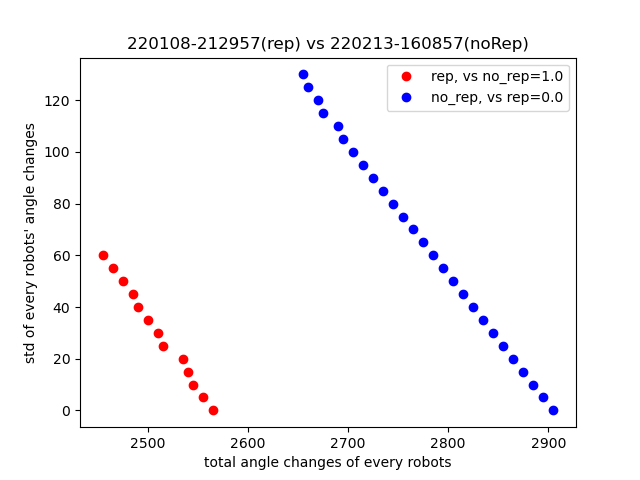 220108-212957(rep) vs 220213-160857(noRep)
rep, vs no_rep=1.0
no_rep, vs rep=0.0
std of every robots' angle changes
120
100
80
60
40
20
0
2500 2600 2700 2800 2900
total angle changes of every robots